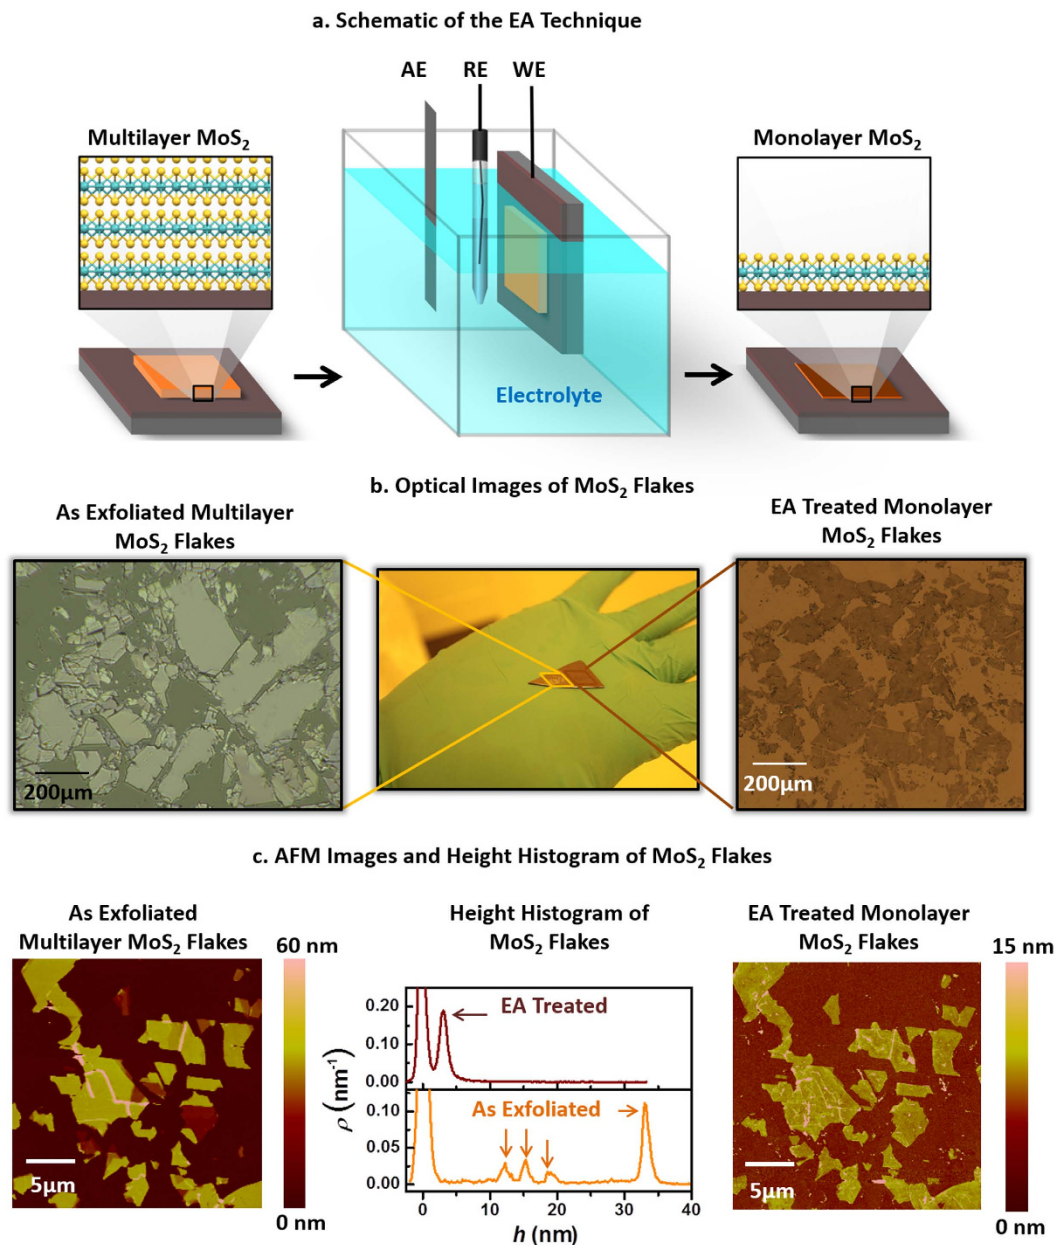 a. Schematic of the EA Technique
AE RE WE
Multilayer MoS₂
Monolayer MoS₂
Electrolyte
b. Optical Images of MoS₂ Flakes
As Exfoliated Multilayer
MoS₂ Flakes
EA Treated Monolayer
MoS₂ Flakes
200µm
200µm
c. AFM Images and Height Histogram of MoS₂ Flakes
As Exfoliated
Multilayer MoS₂ Flakes
60 nm
0 nm
5µm
Height Histogram of
MoS₂ Flakes
EA Treated
0.20
0.15
0.10
0.05
0.00
As Exfoliated
0.10
0.05
0.00
ρ (nm⁻¹)
0 10 20 30 40
h (nm)
EA Treated Monolayer
MoS₂ Flakes
15 nm
0 nm
5µm